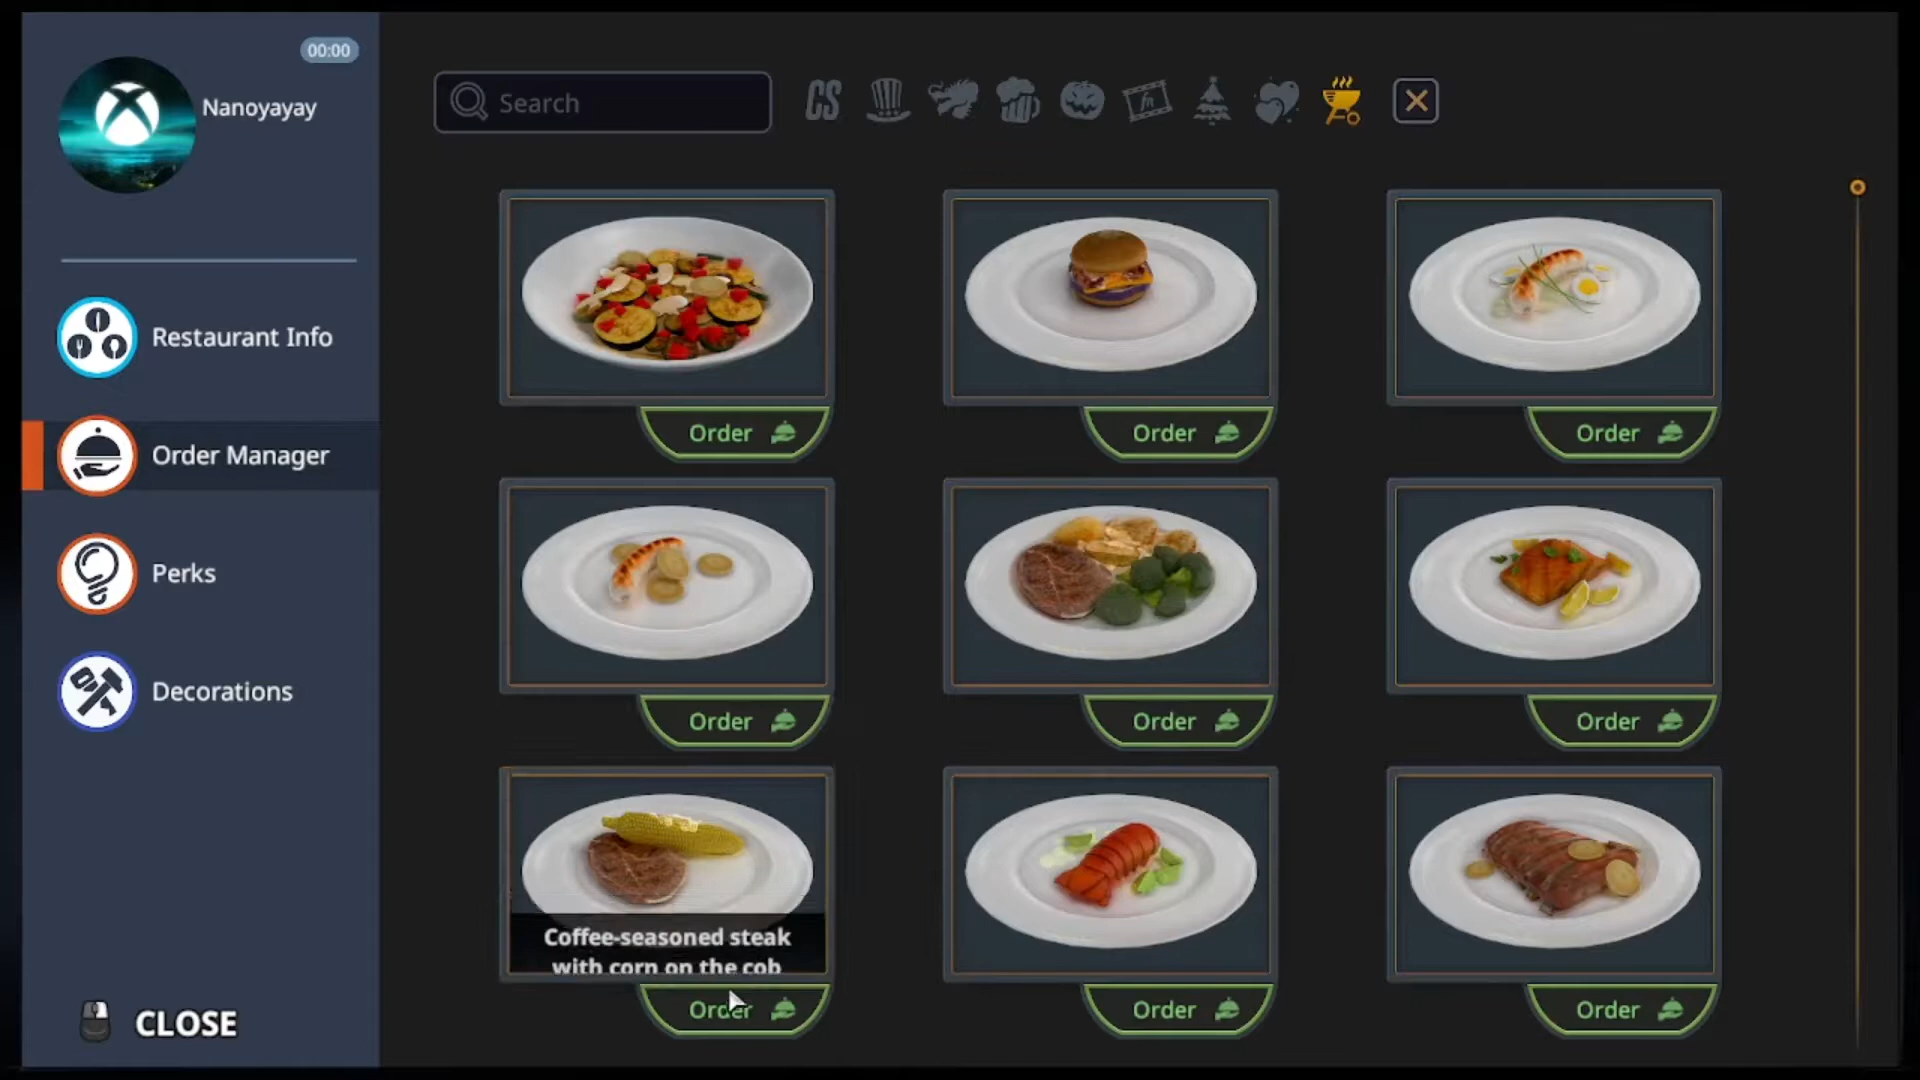 00:00
Nanoyayay
Search
CS
fn
Restaurant Info
Order Manager
Perks
Decorations
CLOSE
Order
Order
Order
Order
Order
Order
Coffee-seasoned steak
with corn on the cob
Order
Order
Order